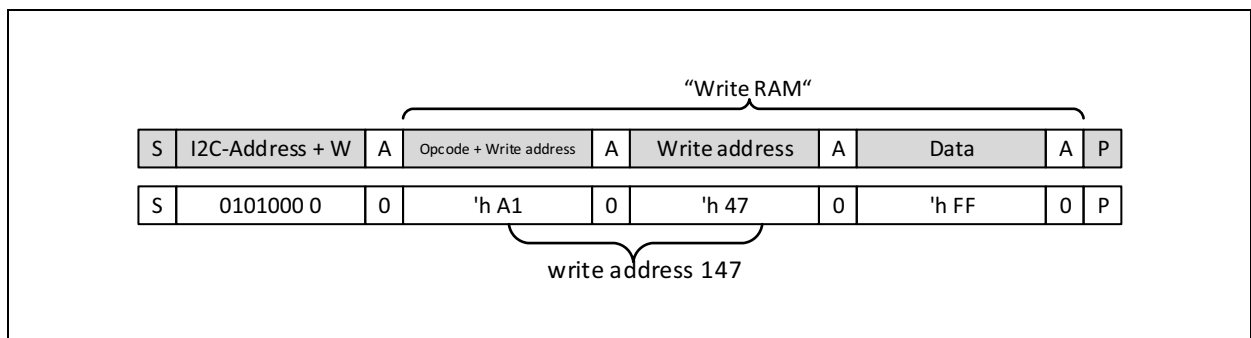 “Write RAM“
S I2C-Address + W A Opcode + Write address A Write address A Data A P
S 0101000 0 0 'h A1 0 'h 47 0 'h FF 0 P
write address 147